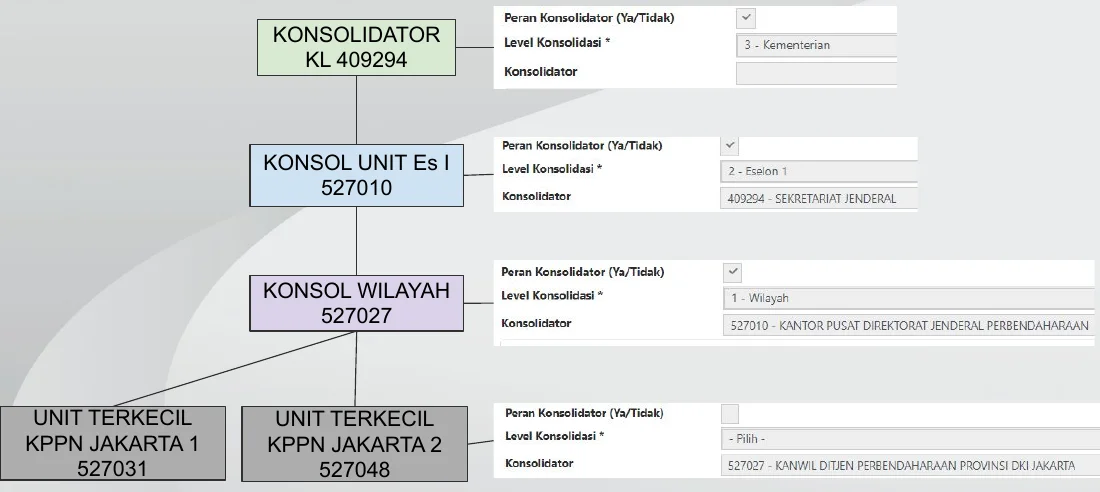 KONSOLIDATOR
KL 409294
Peran Konsolidator (Ya/Tidak)
Level Konsolidasi *
3 - Kementerian
Konsolidator
KONSOL UNIT Es I
527010
Peran Konsolidator (Ya/Tidak)
Level Konsolidasi *
2 - Eselon 1
Konsolidator
409294 - SEKRETARIAT JENDERAL
KONSOL WILAYAH
527027
Peran Konsolidator (Ya/Tidak)
Level Konsolidasi *
1 - Wilayah
Konsolidator
527010 - KANTOR PUSAT DIREKTORAT JENDERAL PERBENDAHARAAN
UNIT TERKECIL
KPPN JAKARTA 1
527031
UNIT TERKECIL
KPPN JAKARTA 2
527048
Peran Konsolidator (Ya/Tidak)
Level Konsolidasi *
- Pilih -
Konsolidator
527027 - KANWIL DITJEN PERBENDAHARAAN PROVINSI DKI JAKARTA